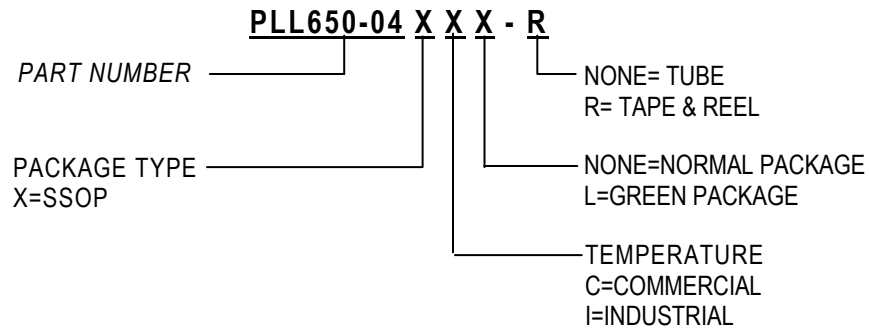 PLL650-04 X X X - R
PART NUMBER
NONE= TUBE
R= TAPE & REEL
PACKAGE TYPE
X=SSOP
NONE=NORMAL PACKAGE
L=GREEN PACKAGE
TEMPERATURE
C=COMMERCIAL
I=INDUSTRIAL